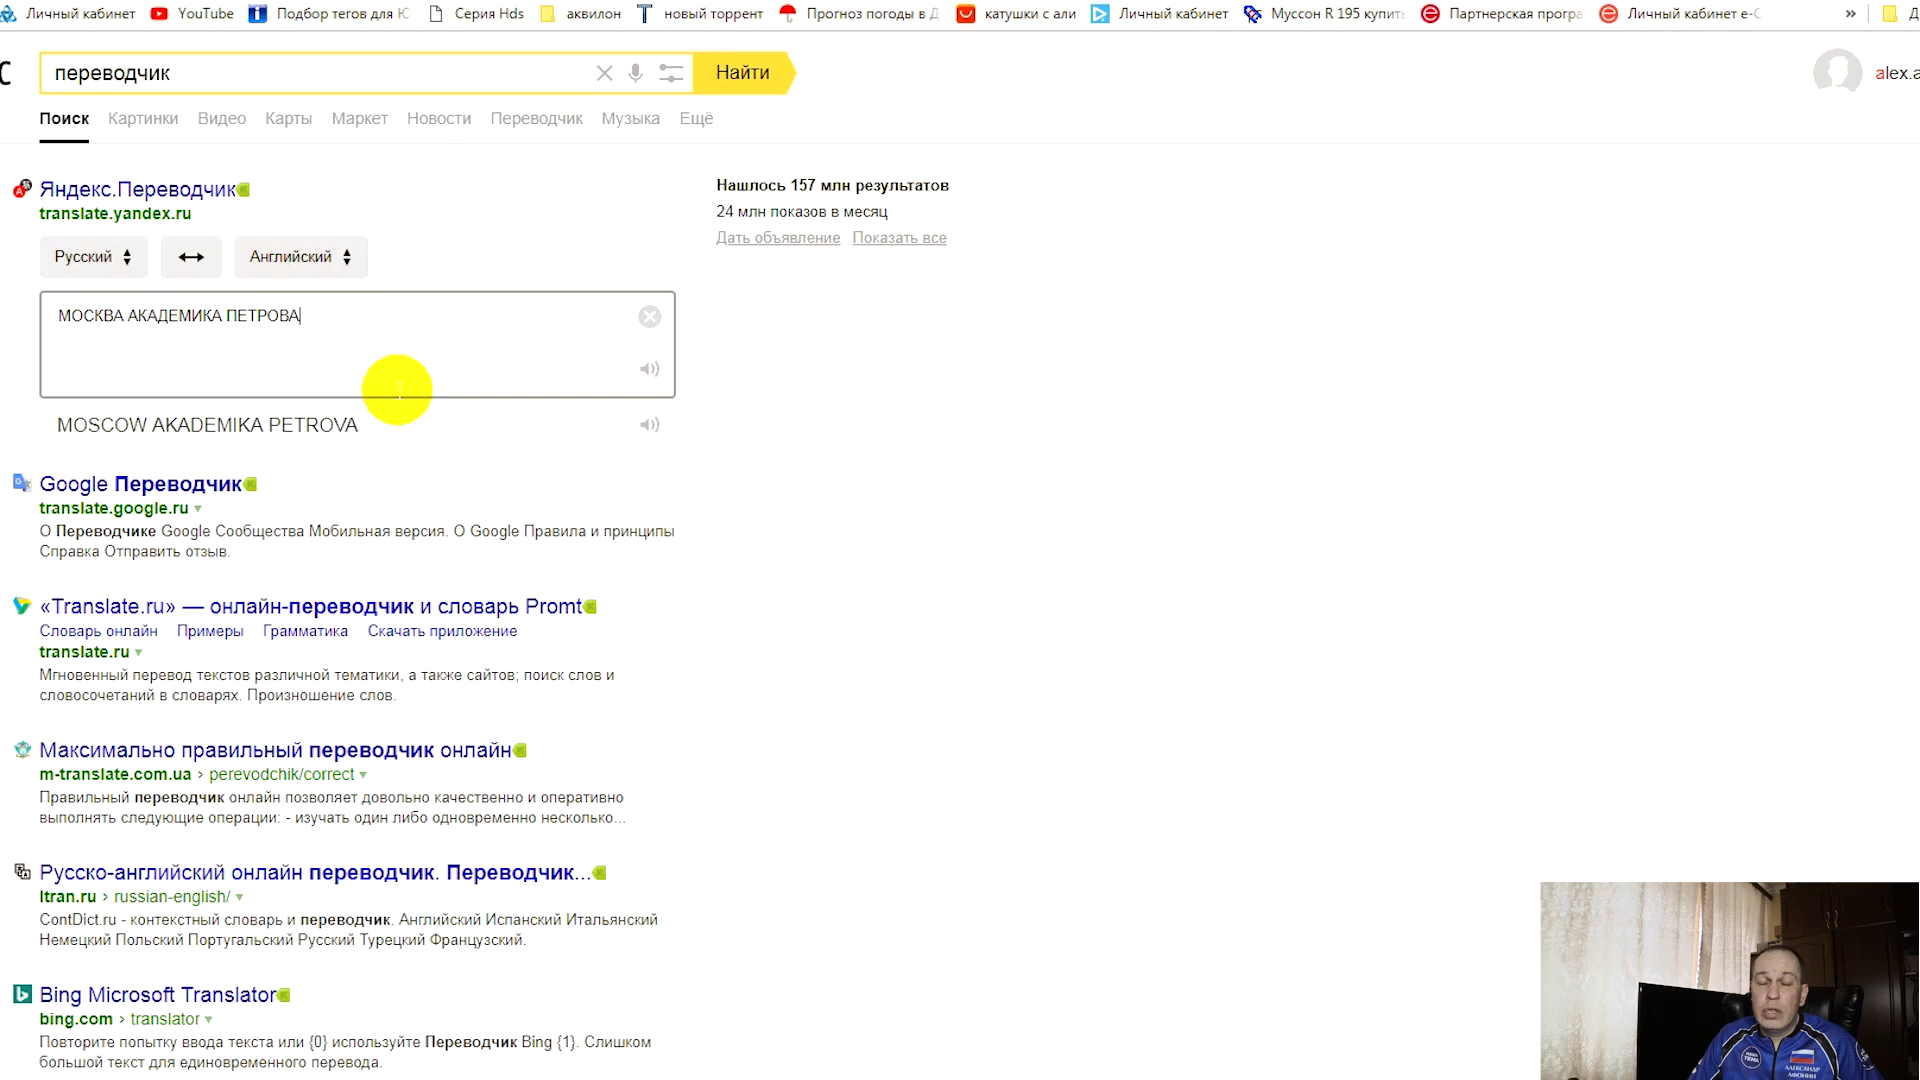 Личный кабинет YouTube Подбор тегов для Ю Серия Hds аквилон новый торрент Прогноз погоды в Д катушки с али Личный кабинет Муссон R 195 купить Партнерская програ Личный кабинет e-C » Д
С переводчик Найти alex.a
Поиск Картинки Видео Карты Маркет Новости Переводчик Музыка Ещё
Яндекс.Переводчик
translate.yandex.ru
Русский Английский
МОСКВА АКАДЕМИКА ПЕТРОВА
MOSCOW AKADEMIKA PETROVA
Нашлось 157 млн результатов
24 млн показов в месяц
Дать объявление Показать все
Google Переводчик
translate.google.ru
О Переводчике Google Сообщества Мобильная версия. О Google Правила и принципы
Справка Отправить отзыв.
«Translate.ru» — онлайн-переводчик и словарь Promt
Словарь онлайн Примеры Грамматика Скачать приложение
translate.ru
Мгновенный перевод текстов различной тематики, а также сайтов; поиск слов и
словосочетаний в словарях. Произношение слов.
Максимально правильный переводчик онлайн
m-translate.com.ua › perevodchik/correct
Правильный переводчик онлайн позволяет довольно качественно и оперативно
выполнять следующие операции: - изучать один либо одновременно несколько...
Русско-английский онлайн переводчик. Переводчик...
ltran.ru › russian-english/
ContDict.ru - контекстный словарь и переводчик. Английский Испанский Итальянский
Немецкий Польский Португальский Русский Турецкий Французский.
Bing Microsoft Translator
bing.com › translator
Повторите попытку ввода текста или {0} используйте Переводчик Bing {1}. Слишком
большой текст для единовременного перевода.
АЛЕКСАНДР
АФОНИН